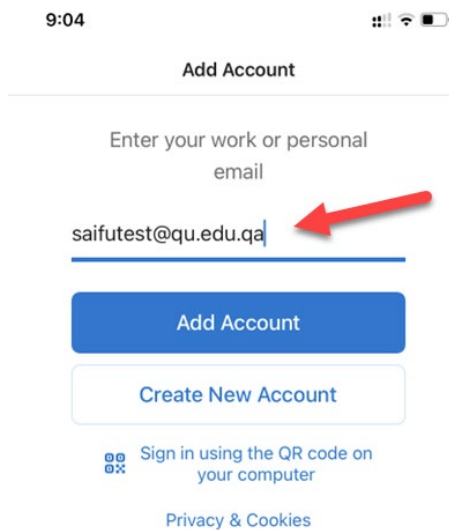 9:04
Add Account
Enter your work or personal
email
saifutest@qu.edu.qa
Add Account
Create New Account
Sign in using the QR code on
your computer
Privacy & Cookies